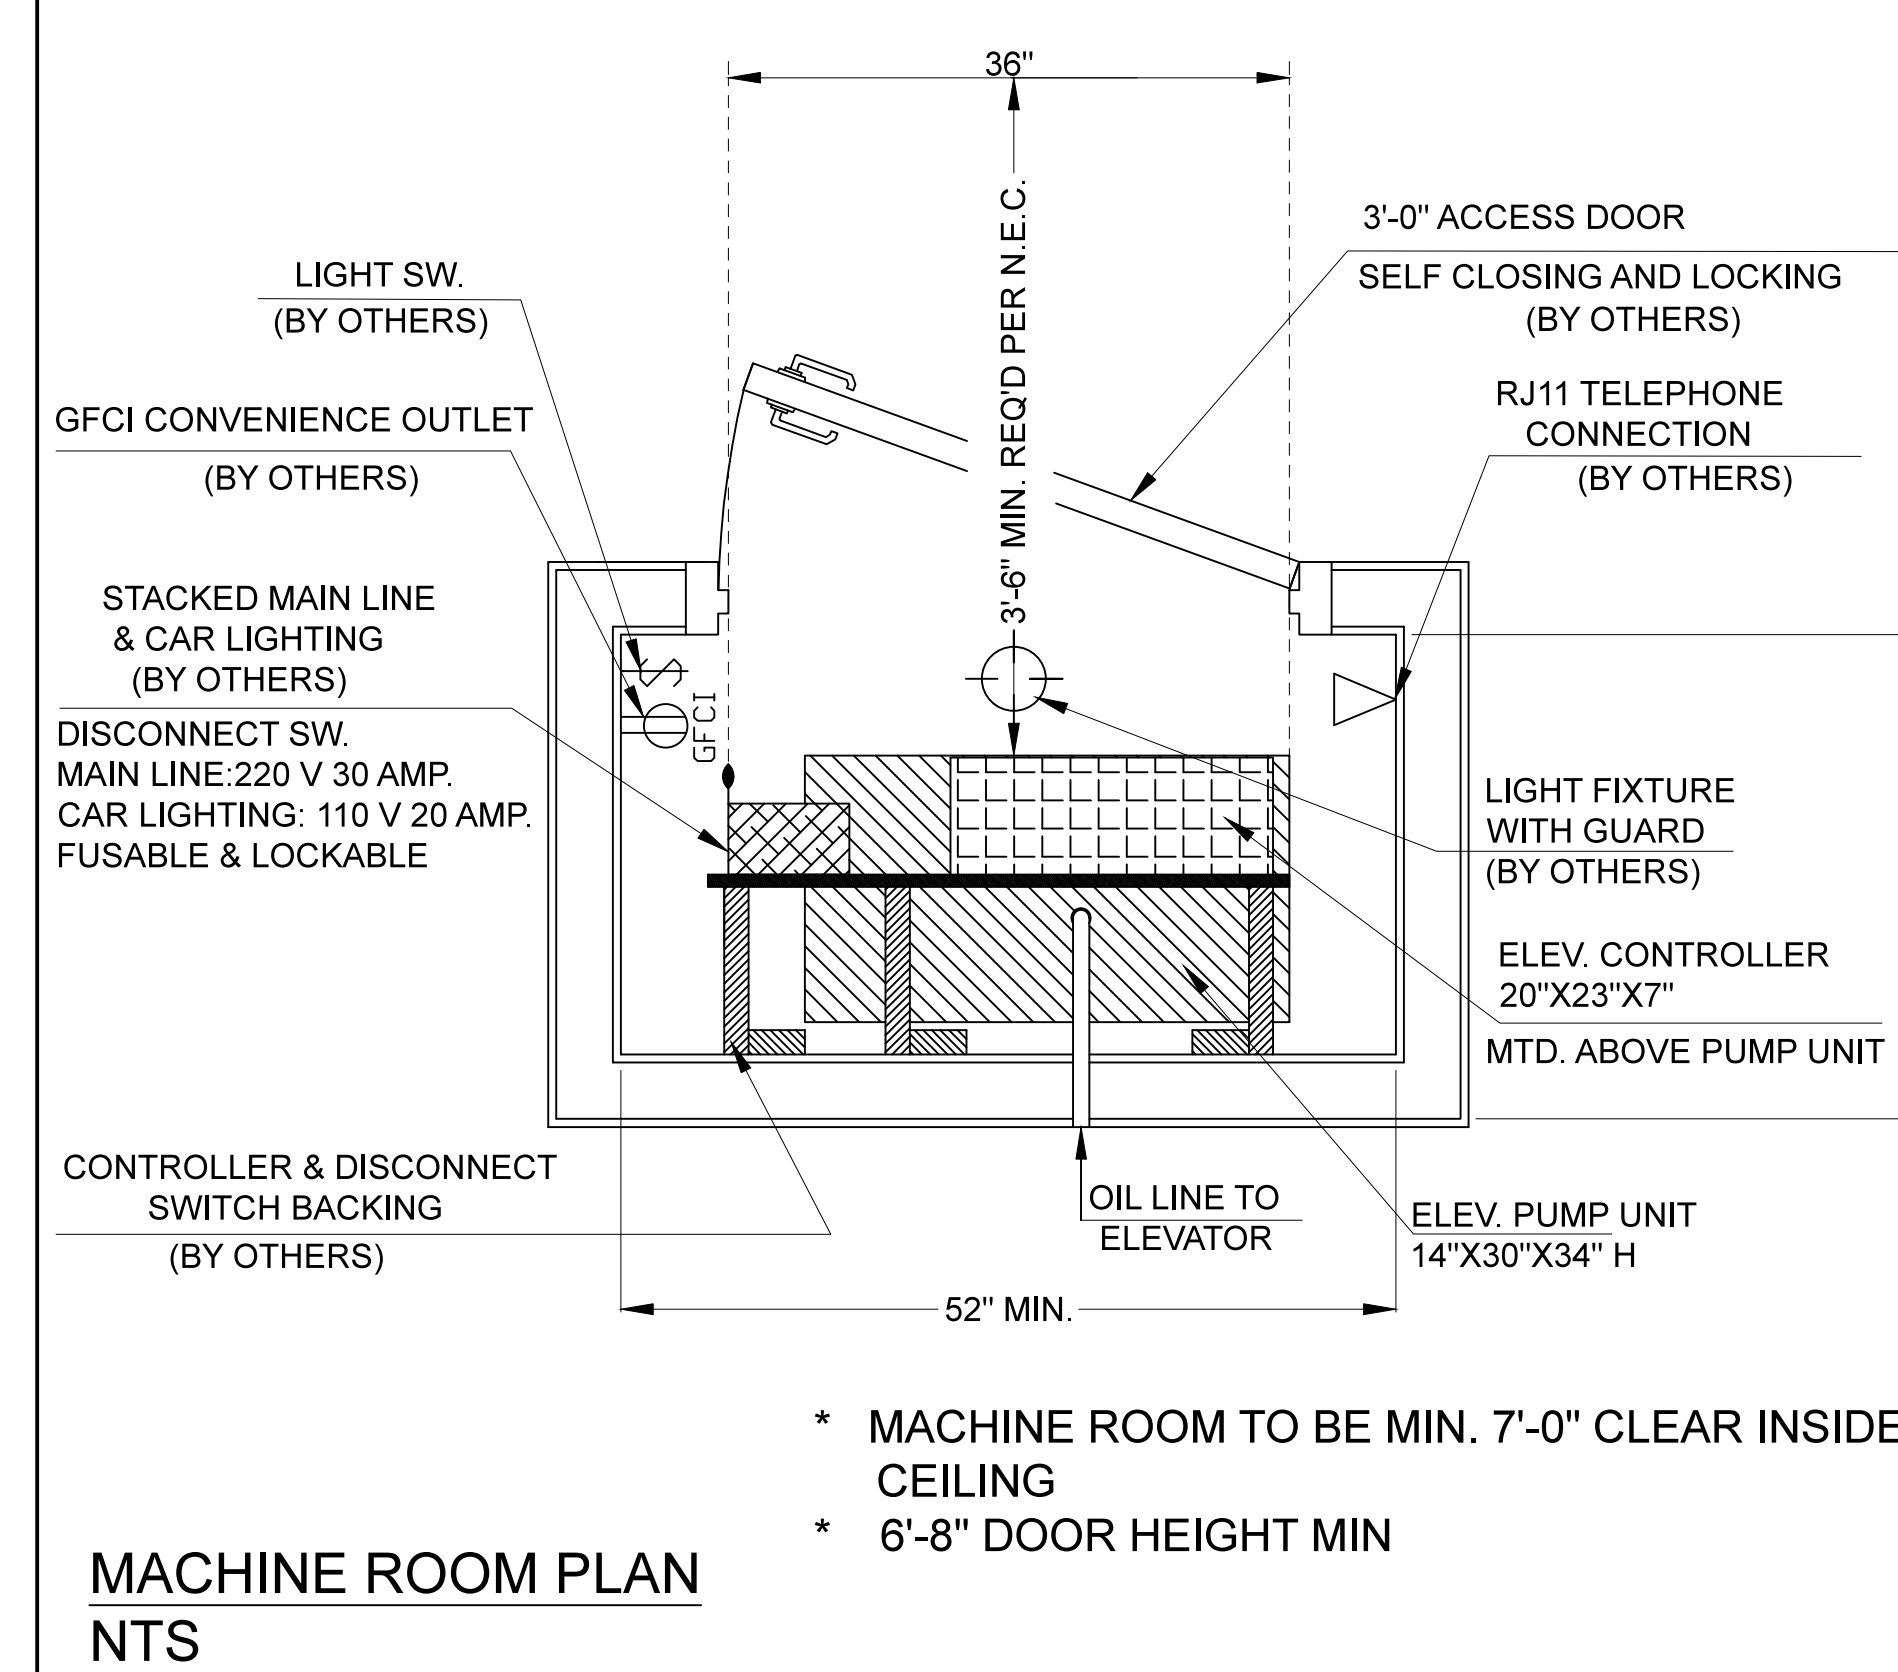 36"
3'-6" MIN. REQ'D PER N.E.C.
3'-0" ACCESS DOOR
SELF CLOSING AND LOCKING
(BY OTHERS)
LIGHT SW.
(BY OTHERS)
RJ11 TELEPHONE
CONNECTION
(BY OTHERS)
GFCI CONVENIENCE OUTLET
(BY OTHERS)
STACKED MAIN LINE
& CAR LIGHTING
(BY OTHERS)
DISCONNECT SW.
MAIN LINE:220 V 30 AMP.
CAR LIGHTING: 110 V 20 AMP.
FUSABLE & LOCKABLE
S
GFCI
LIGHT FIXTURE
WITH GUARD
(BY OTHERS)
ELEV. CONTROLLER
20"X23"X7"
MTD. ABOVE PUMP UNIT
CONTROLLER & DISCONNECT
SWITCH BACKING
(BY OTHERS)
OIL LINE TO
ELEVATOR
ELEV. PUMP UNIT
14"X30"X34" H
52" MIN.
* MACHINE ROOM TO BE MIN. 7'-0" CLEAR INSIDE
CEILING
* 6'-8" DOOR HEIGHT MIN
MACHINE ROOM PLAN
NTS